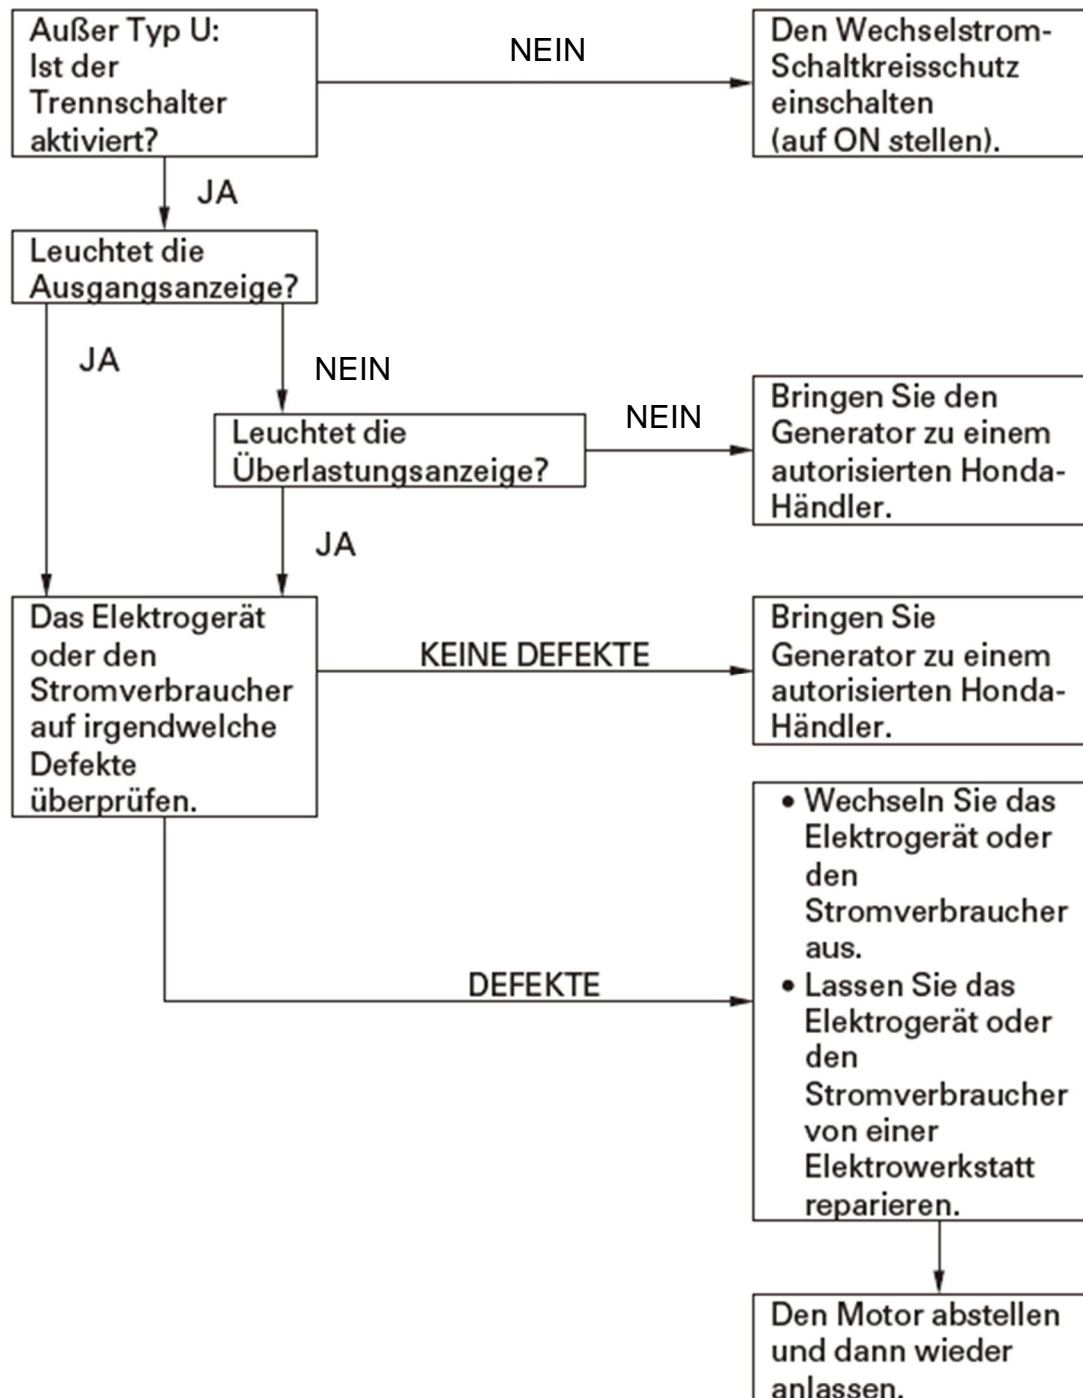 Außer Typ U:
Ist der
Trennschalter
aktiviert?
NEIN
Den Wechselstrom-
Schaltkreisschutz
einschalten
(auf ON stellen).
JA
Leuchtet die
Ausgangsanzeige?
JA
NEIN
Leuchtet die
Überlastungsanzeige?
NEIN
Bringen Sie den
Generator zu einem
autorisierten Honda-
Händler.
JA
Das Elektrogerät
oder den
Stromverbraucher
auf irgendwelche
Defekte
überprüfen.
KEINE DEFEKTE
Bringen Sie
Generator zu einem
autorisierten Honda-
Händler.
DEFEKTE
• Wechseln Sie das
Elektrogerät oder
den
Stromverbraucher
aus.
• Lassen Sie das
Elektrogerät oder
den
Stromverbraucher
von einer
Elektrowerkstatt
reparieren.
Den Motor abstellen
und dann wieder
anlassen.